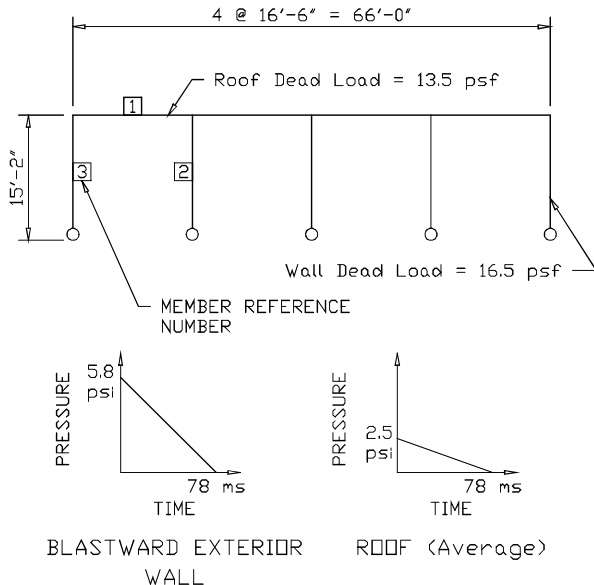 4 @ 16'-6" = 66'-0"
Roof Dead Load = 13.5 psf
1
15'-2"
3
2
Wall Dead Load = 16.5 psf
MEMBER REFERENCE
NUMBER
PRESSURE
5.8
psi
78 ms
TIME
BLASTWARD EXTERIOR
WALL
PRESSURE
2.5
psi
78 ms
TIME
ROOF (Average)